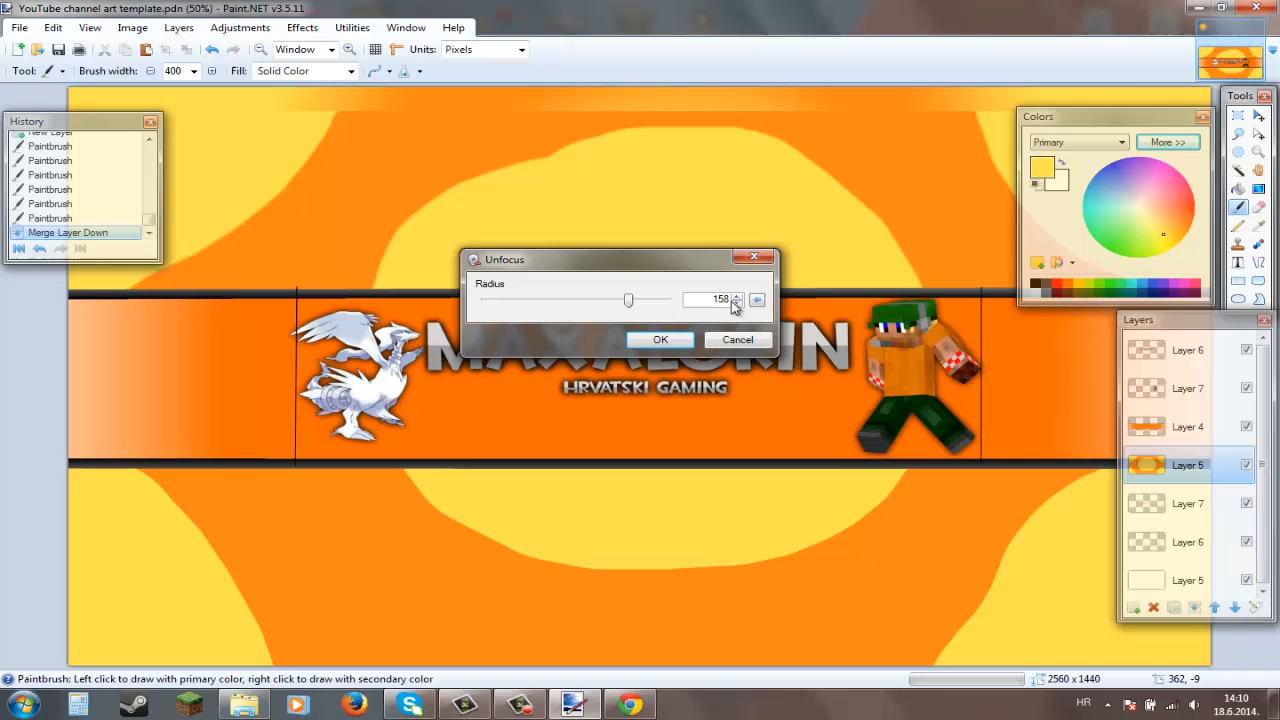 YouTube channel art template.pdn (50%) - Paint.NET v3.5.11
File Edit View Image Layers Adjustments Effects Utilities Window Help
Window Units: Pixels
Tool: Brush width: 400 Fill: Solid Color
History
New Layer
Paintbrush
Paintbrush
Paintbrush
Paintbrush
Paintbrush
Paintbrush
Merge Layer Down
Unfocus
Radius
158
OK Cancel
HRVATSKI GAMING
Colors
Primary More >>
Tools
Layers
Layer 6
Layer 7
Layer 4
Layer 5
Layer 7
Layer 6
Layer 5
Paintbrush: Left click to draw with primary color, right click to draw with secondary color
2560 x 1440 362, -9
HR 14:10
18.6.2014.